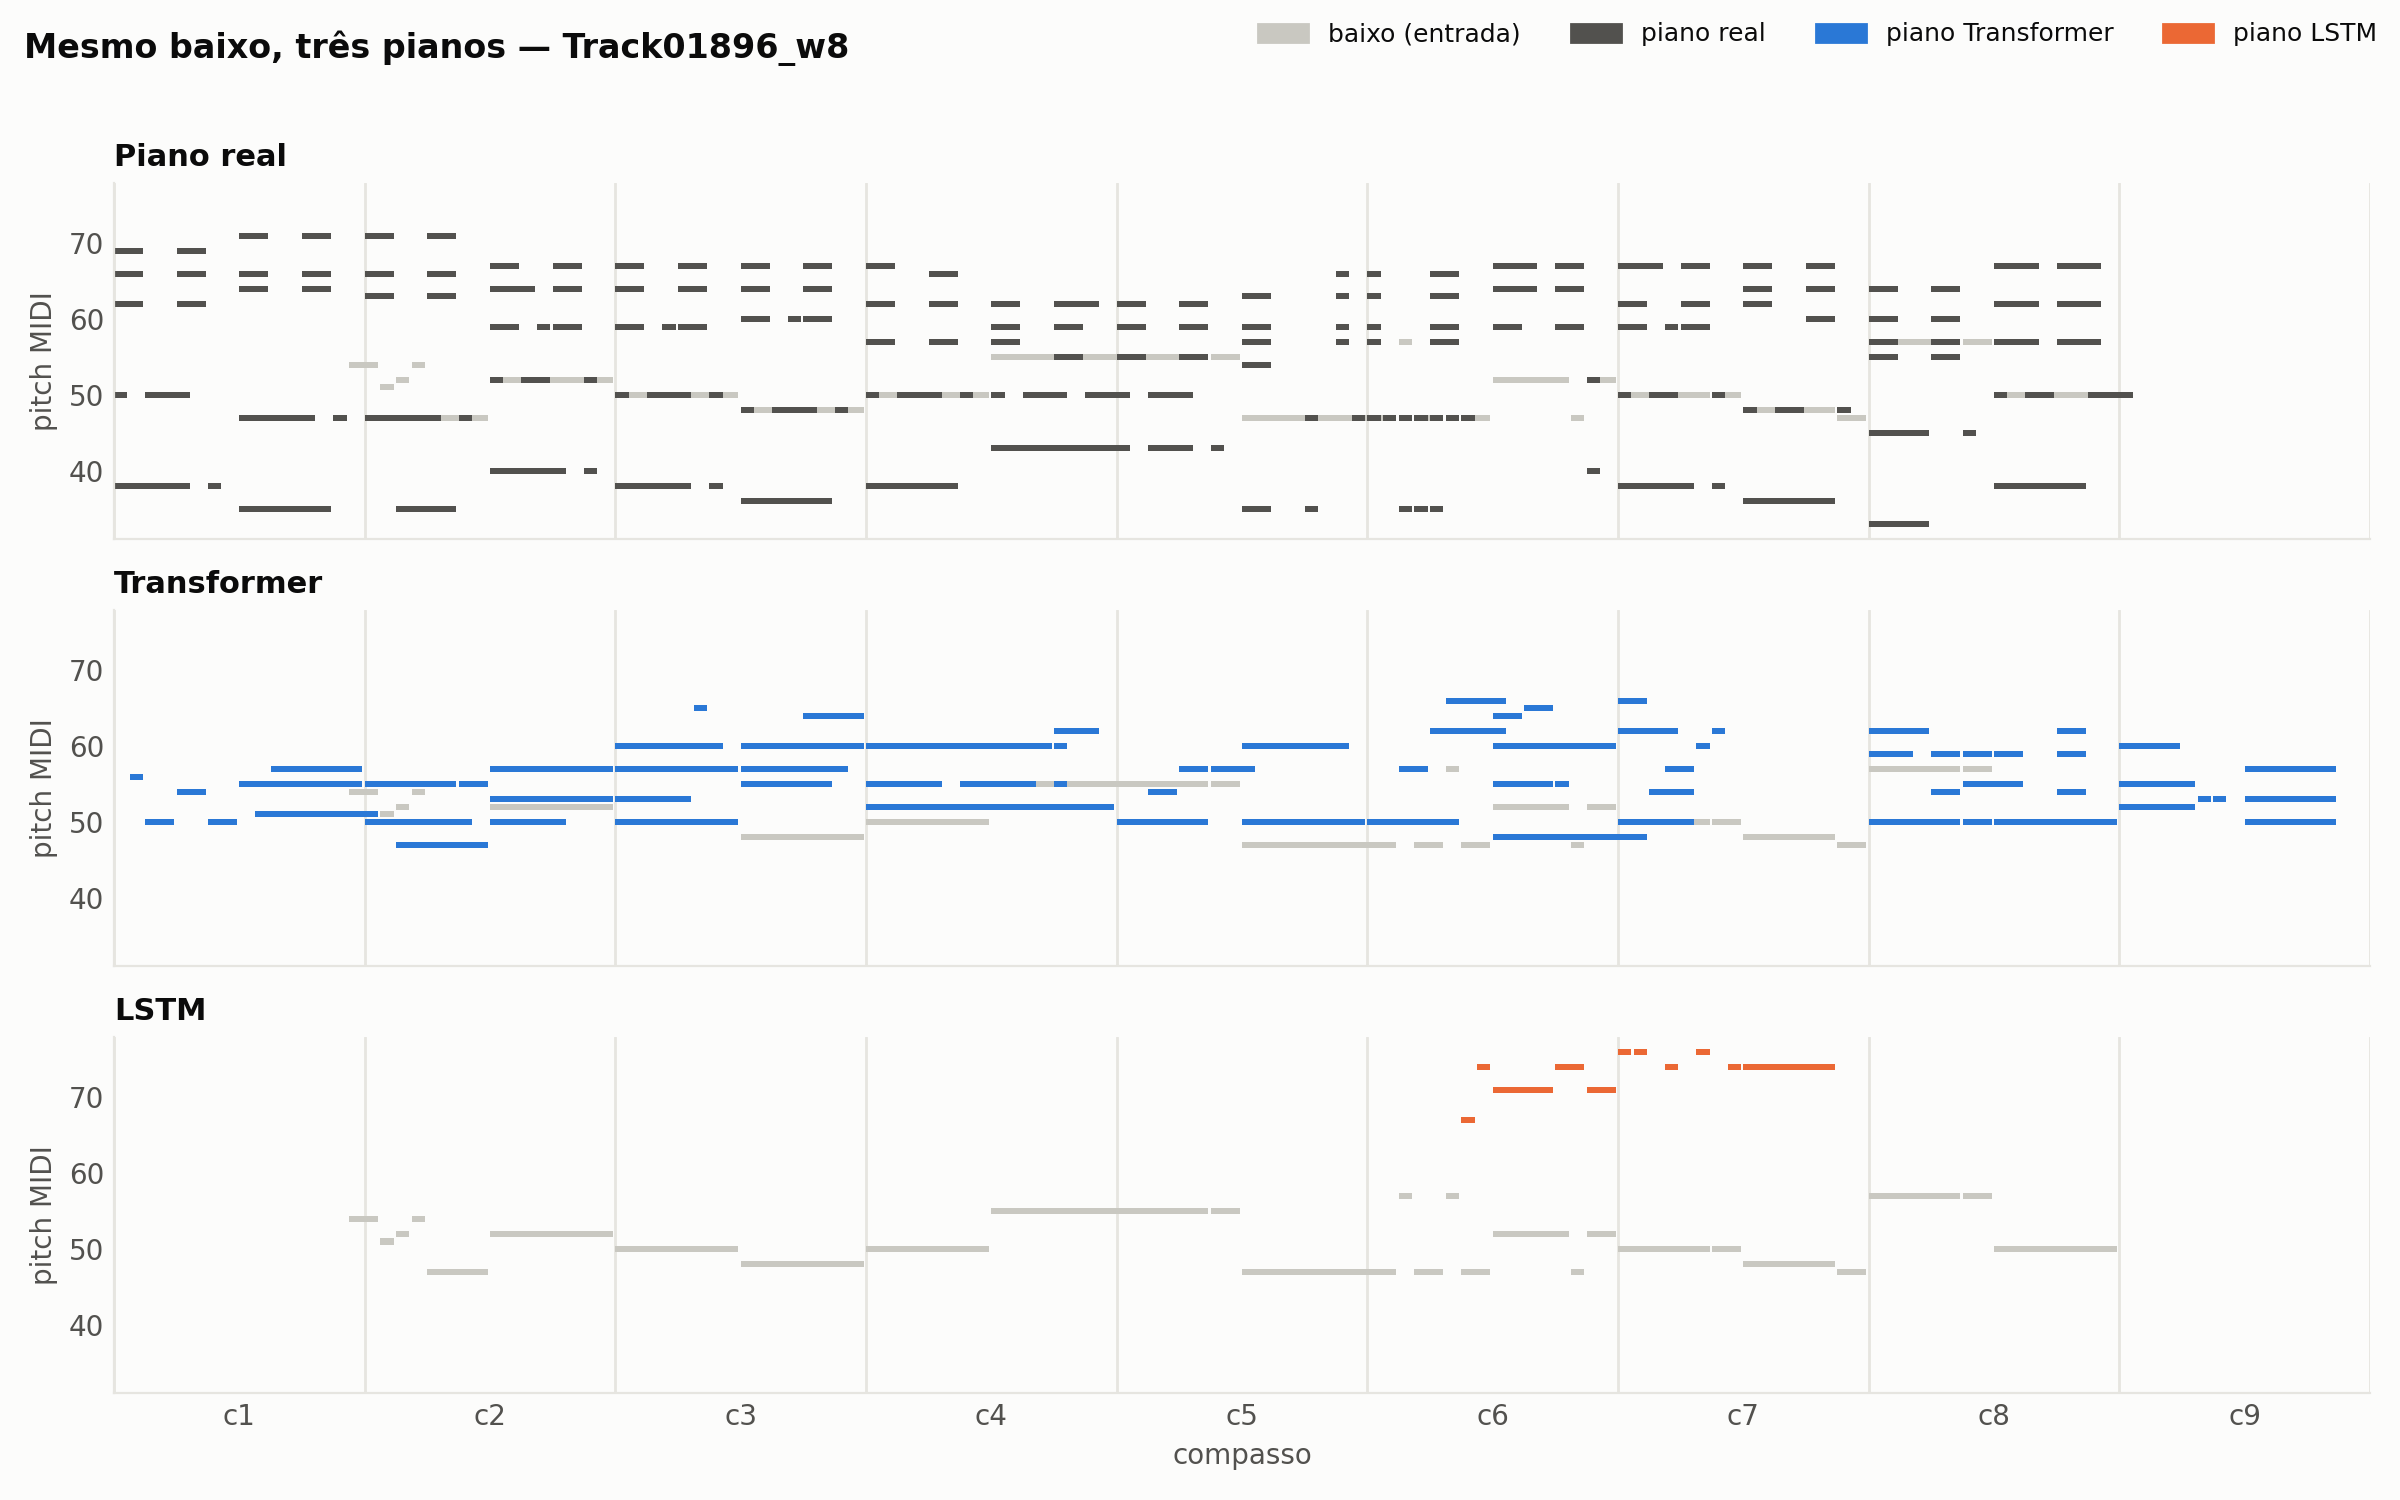 Mesmo baixo, três pianos — Track01896_w8
baixo (entrada) piano real piano Transformer piano LSTM
Piano real
pitch MIDI
70
60
50
40
Transformer
pitch MIDI
70
60
50
40
LSTM
pitch MIDI
70
60
50
40
c1 c2 c3 c4 c5 c6 c7 c8 c9
compasso